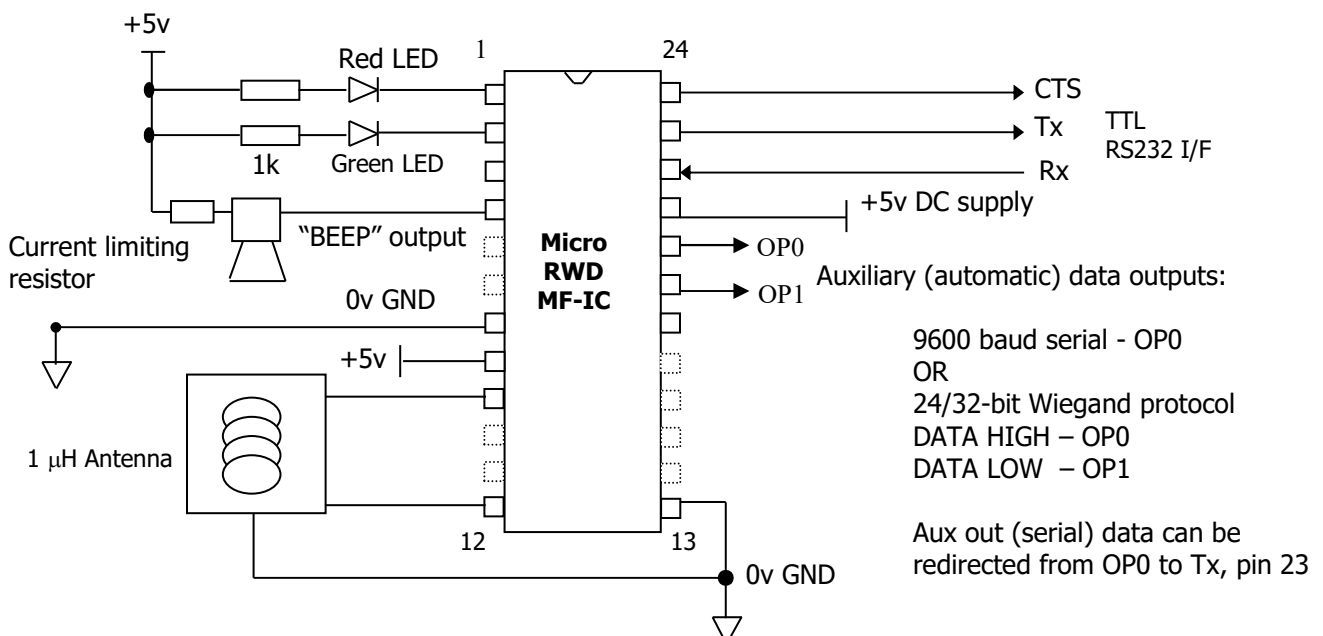 +5v
Red LED
1
24
CTS
Tx
TTL
RS232 I/F
1k
Green LED
Rx
+5v DC supply
"BEEP" output
Current limiting
resistor
Micro
RWD
MF-IC
OP0
OP1
Auxiliary (automatic) data outputs:
0v GND
9600 baud serial - OP0
OR
24/32-bit Wiegand protocol
DATA HIGH – OP0
DATA LOW – OP1
+5v
1 μH Antenna
12
13
Aux out (serial) data can be
redirected from OP0 to Tx, pin 23
0v GND